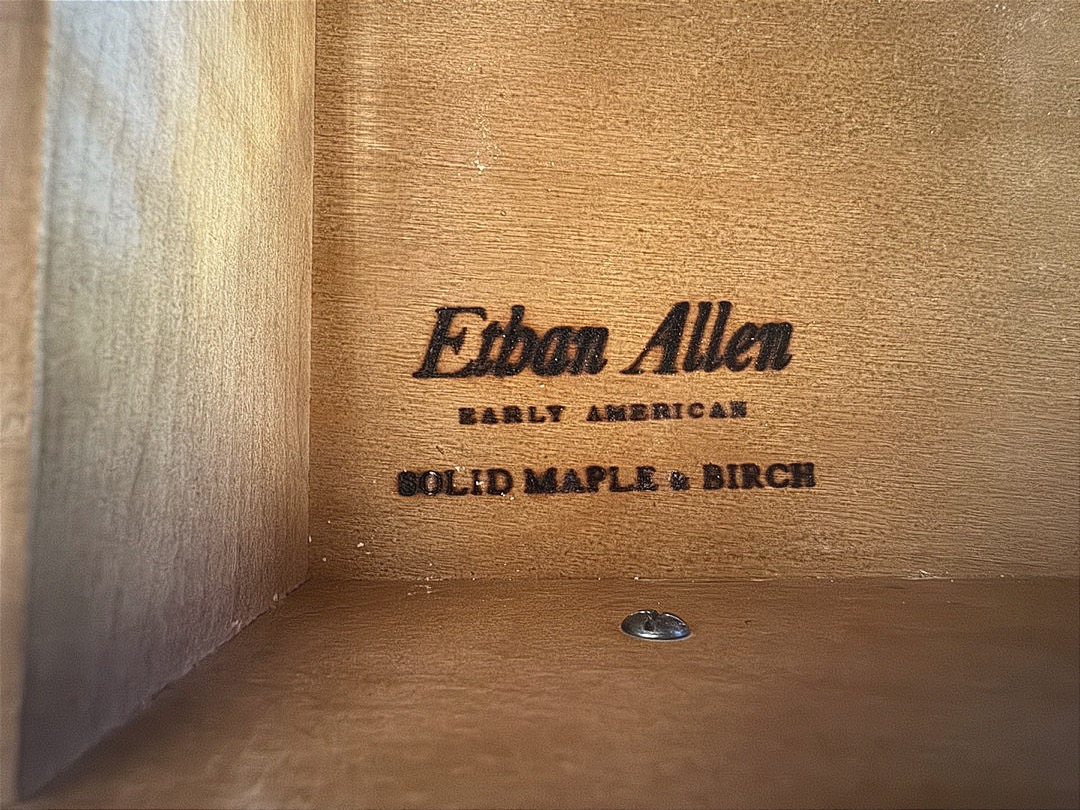 Ethan Allen
EARLY AMERICAN
SOLID MAPLE & BIRCH